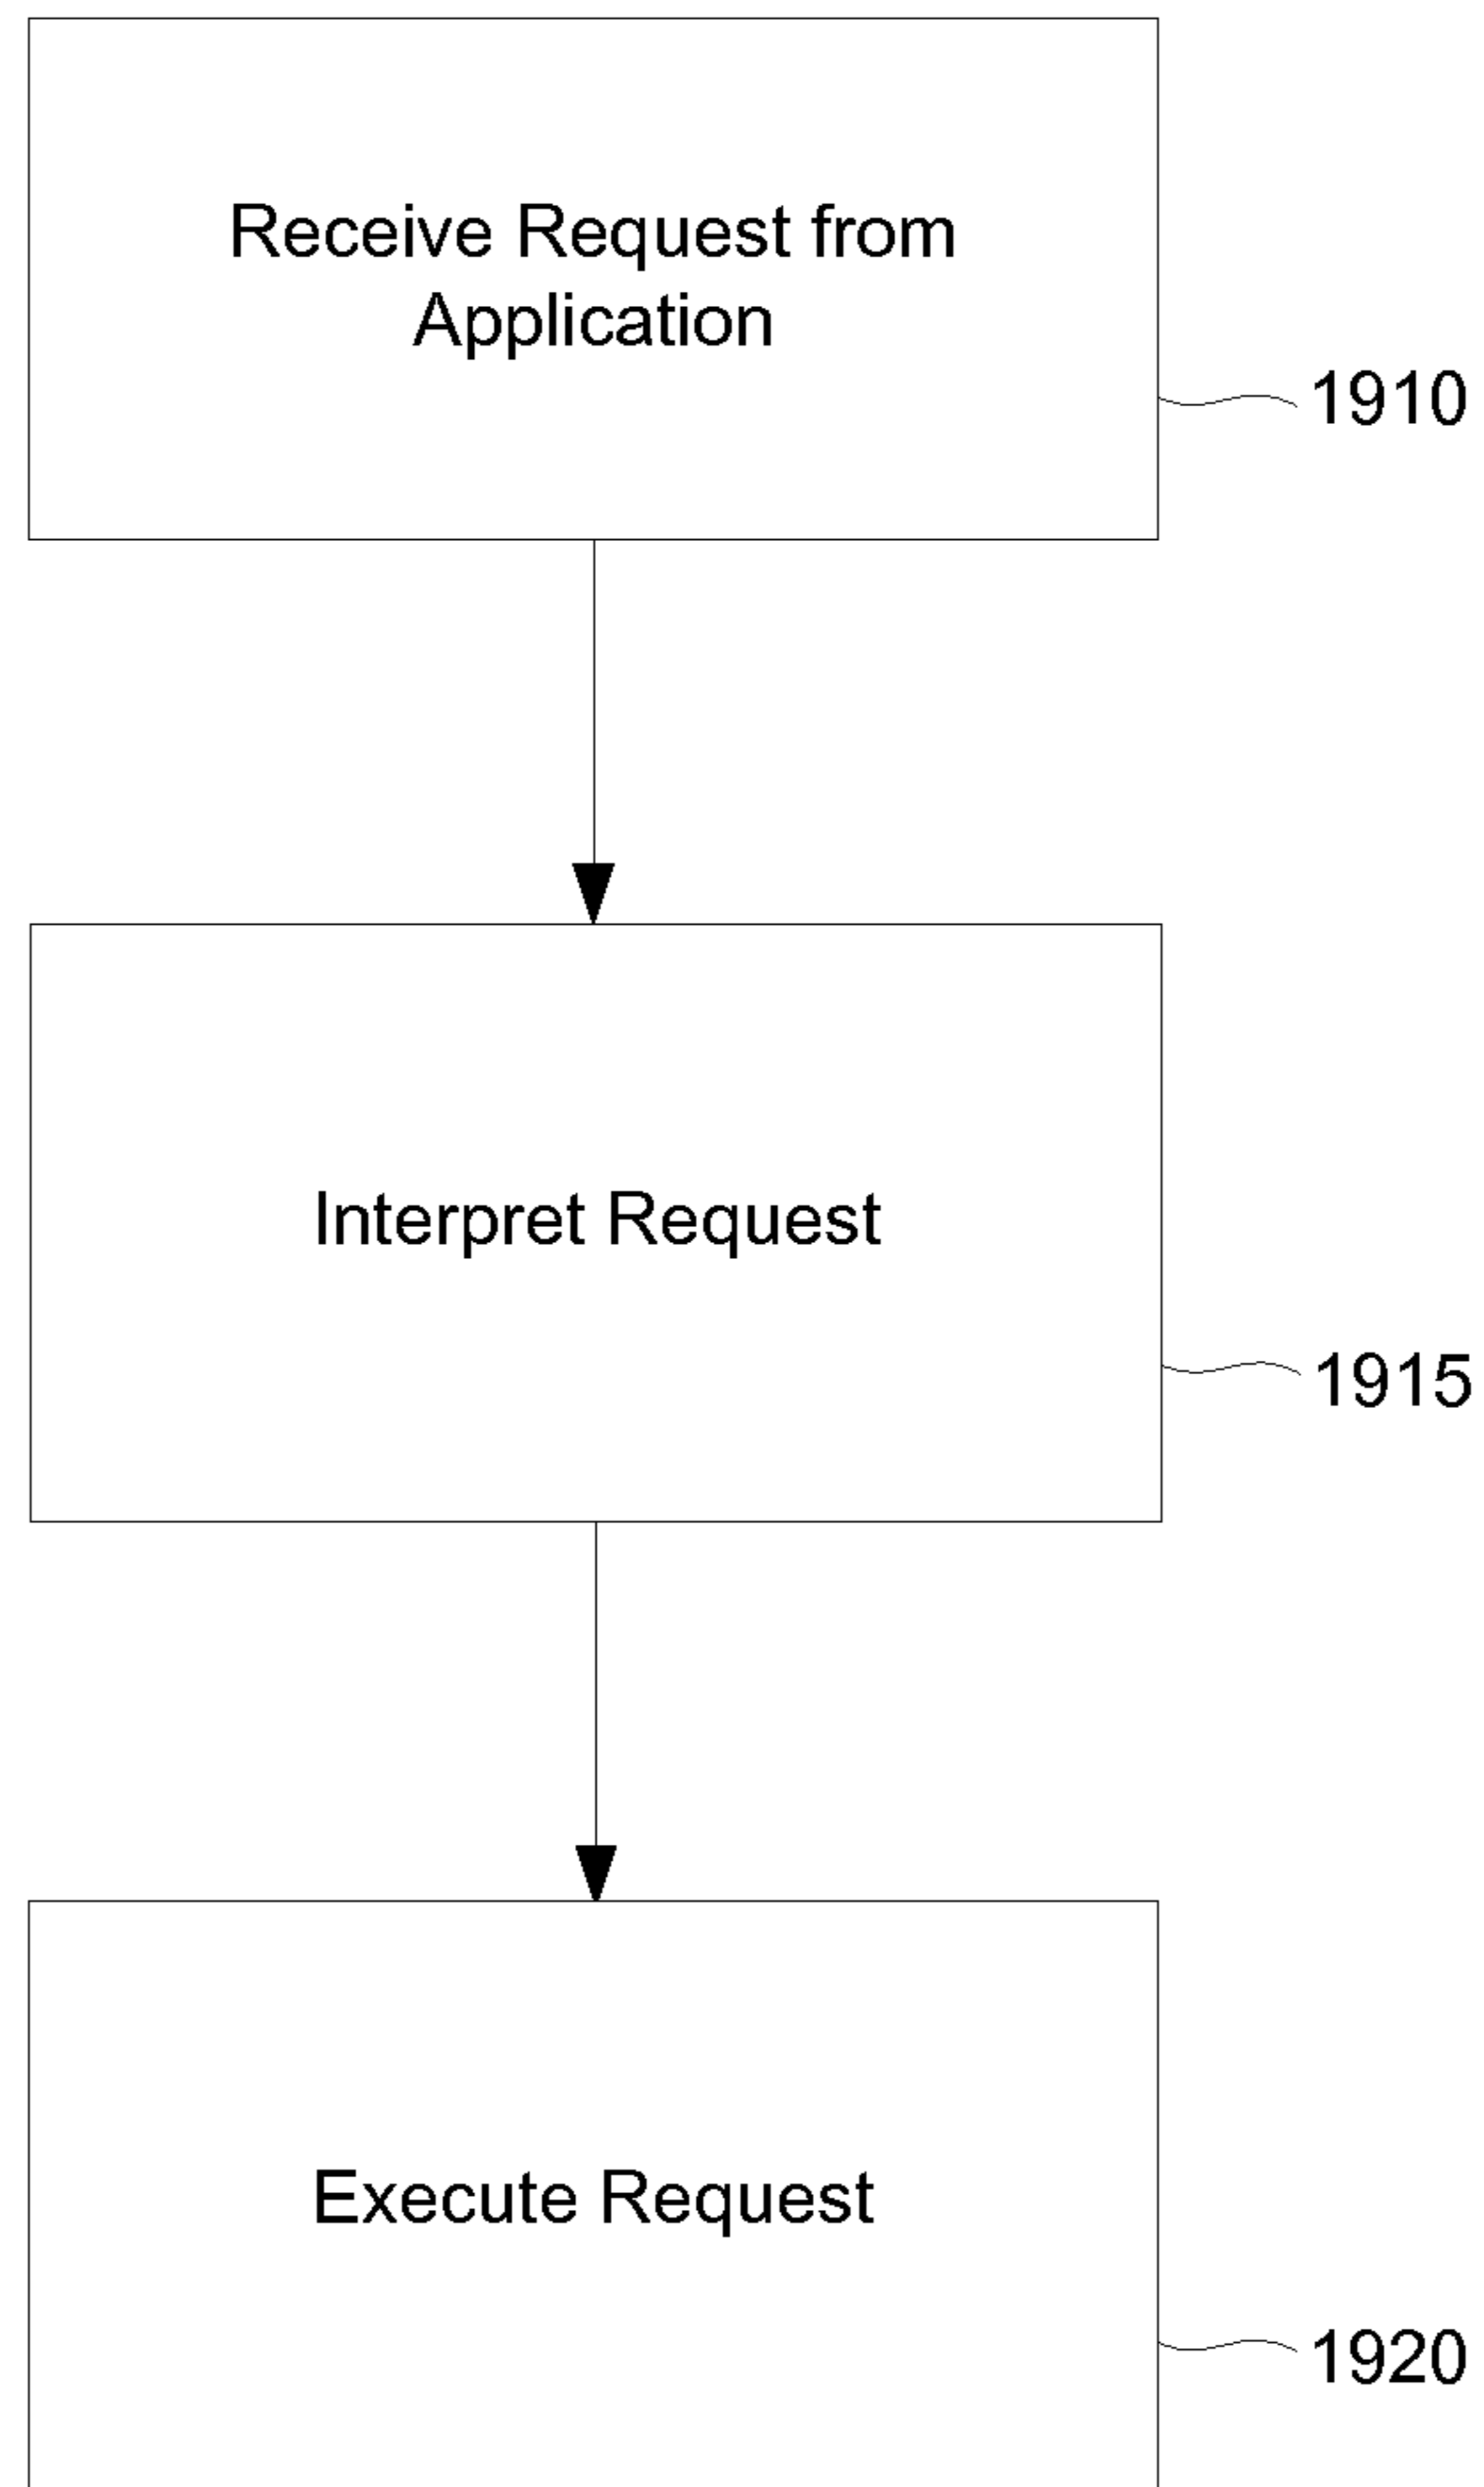 Receive Request from
Application
1910
Interpret Request
1915
Execute Request
1920